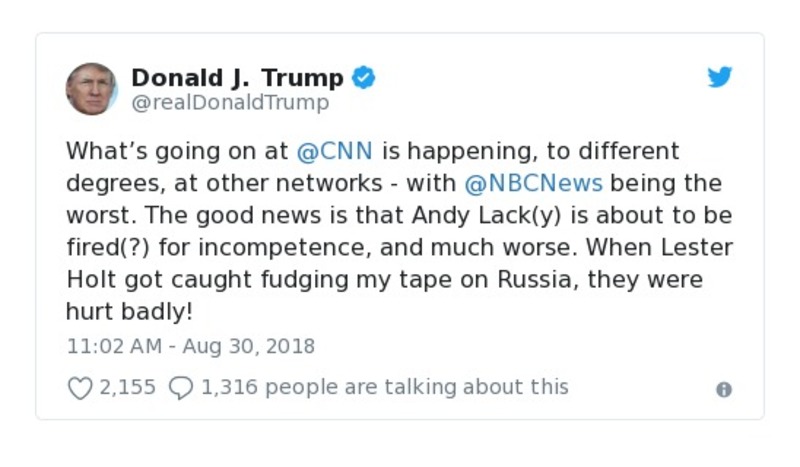 Donald J. Trump
@realDonaldTrump
What’s going on at @CNN is happening, to different
degrees, at other networks - with @NBCNews being the
worst. The good news is that Andy Lack(y) is about to be
fired(?) for incompetence, and much worse. When Lester
Holt got caught fudging my tape on Russia, they were
hurt badly!
11:02 AM - Aug 30, 2018
2,155 1,316 people are talking about this